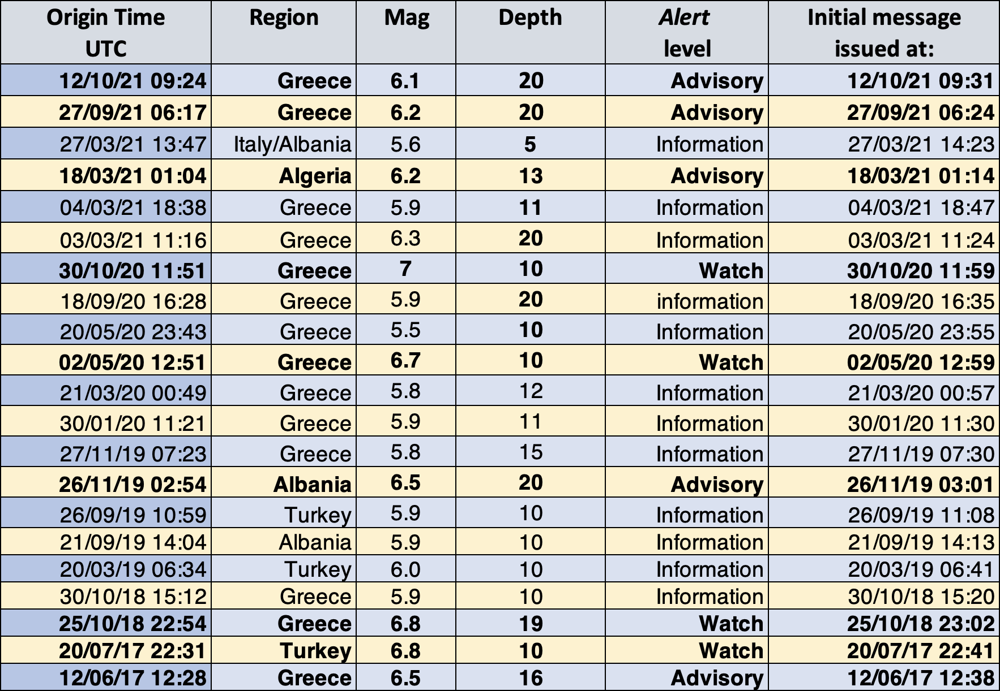 Origin Time UTC Region Mag Depth Alert level Initial message issued at:
12/10/21 09:24 Greece 6.1 20 Advisory 12/10/21 09:31
27/09/21 06:17 Greece 6.2 20 Advisory 27/09/21 06:24
27/03/21 13:47 Italy/Albania 5.6 5 Information 27/03/21 14:23
18/03/21 01:04 Algeria 6.2 13 Advisory 18/03/21 01:14
04/03/21 18:38 Greece 5.9 11 Information 04/03/21 18:47
03/03/21 11:16 Greece 6.3 20 Information 03/03/21 11:24
30/10/20 11:51 Greece 7 10 Watch 30/10/20 11:59
18/09/20 16:28 Greece 5.9 20 information 18/09/20 16:35
20/05/20 23:43 Greece 5.5 10 Information 20/05/20 23:55
02/05/20 12:51 Greece 6.7 10 Watch 02/05/20 12:59
21/03/20 00:49 Greece 5.8 12 Information 21/03/20 00:57
30/01/20 11:21 Greece 5.9 11 Information 30/01/20 11:30
27/11/19 07:23 Greece 5.8 15 Information 27/11/19 07:30
26/11/19 02:54 Albania 6.5 20 Advisory 26/11/19 03:01
26/09/19 10:59 Turkey 5.9 10 Information 26/09/19 11:08
21/09/19 14:04 Albania 5.9 10 Information 21/09/19 14:13
20/03/19 06:34 Turkey 6.0 10 Information 20/03/19 06:41
30/10/18 15:12 Greece 5.9 10 Information 30/10/18 15:20
25/10/18 22:54 Greece 6.8 19 Watch 25/10/18 23:02
20/07/17 22:31 Turkey 6.8 10 Watch 20/07/17 22:41
12/06/17 12:28 Greece 6.5 16 Advisory 12/06/17 12:38